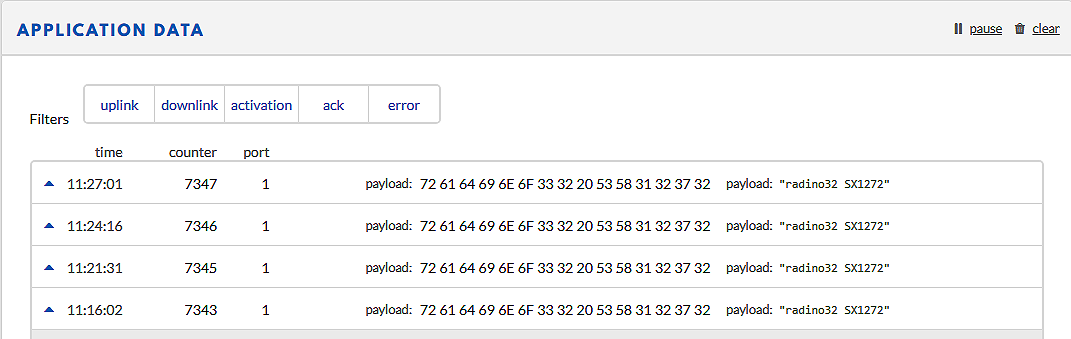 APPLICATION DATA pause clear
Filters uplink downlink activation ack error
time counter port
11:27:01 7347 1 payload: 72 61 64 69 6E 6F 33 32 20 53 58 31 32 37 32 payload: "radino32 SX1272"
11:24:16 7346 1 payload: 72 61 64 69 6E 6F 33 32 20 53 58 31 32 37 32 payload: "radino32 SX1272"
11:21:31 7345 1 payload: 72 61 64 69 6E 6F 33 32 20 53 58 31 32 37 32 payload: "radino32 SX1272"
11:16:02 7343 1 payload: 72 61 64 69 6E 6F 33 32 20 53 58 31 32 37 32 payload: "radino32 SX1272"